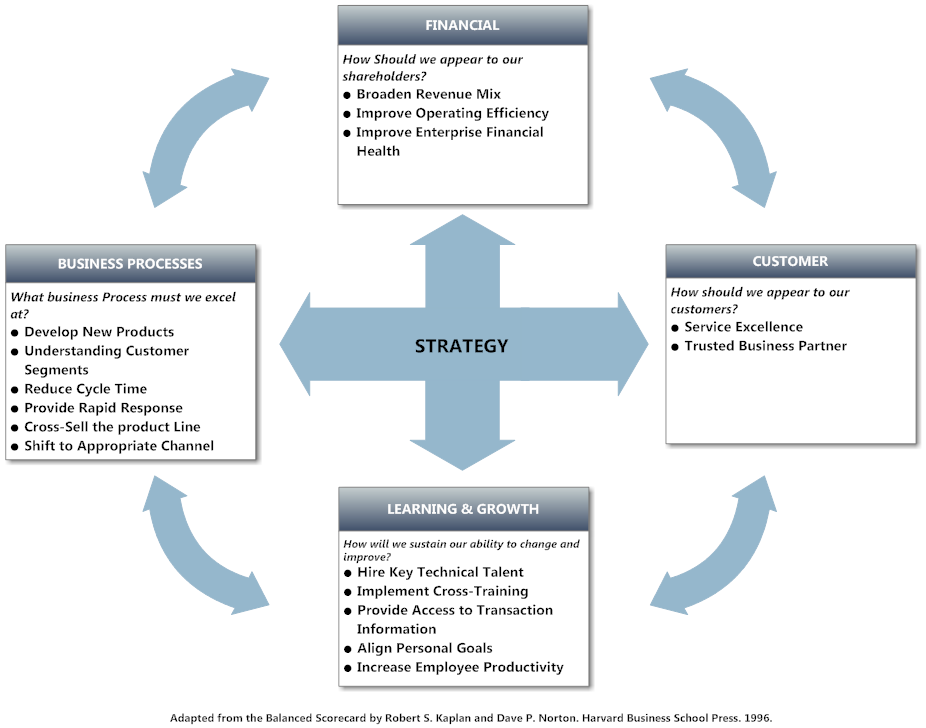 FINANCIAL
How Should we appear to our
shareholders?
● Broaden Revenue Mix
● Improve Operating Efficiency
● Improve Enterprise Financial
Health
BUSINESS PROCESSES
What business Process must we excel
at?
● Develop New Products
● Understanding Customer
Segments
● Reduce Cycle Time
● Provide Rapid Response
● Cross-Sell the product Line
● Shift to Appropriate Channel
STRATEGY
CUSTOMER
How should we appear to our
customers?
● Service Excellence
● Trusted Business Partner
LEARNING & GROWTH
How will we sustain our ability to change and
improve?
● Hire Key Technical Talent
● Implement Cross-Training
● Provide Access to Transaction
Information
● Align Personal Goals
● Increase Employee Productivity
Adapted from the Balanced Scorecard by Robert S. Kaplan and Dave P. Norton. Harvard Business School Press. 1996.